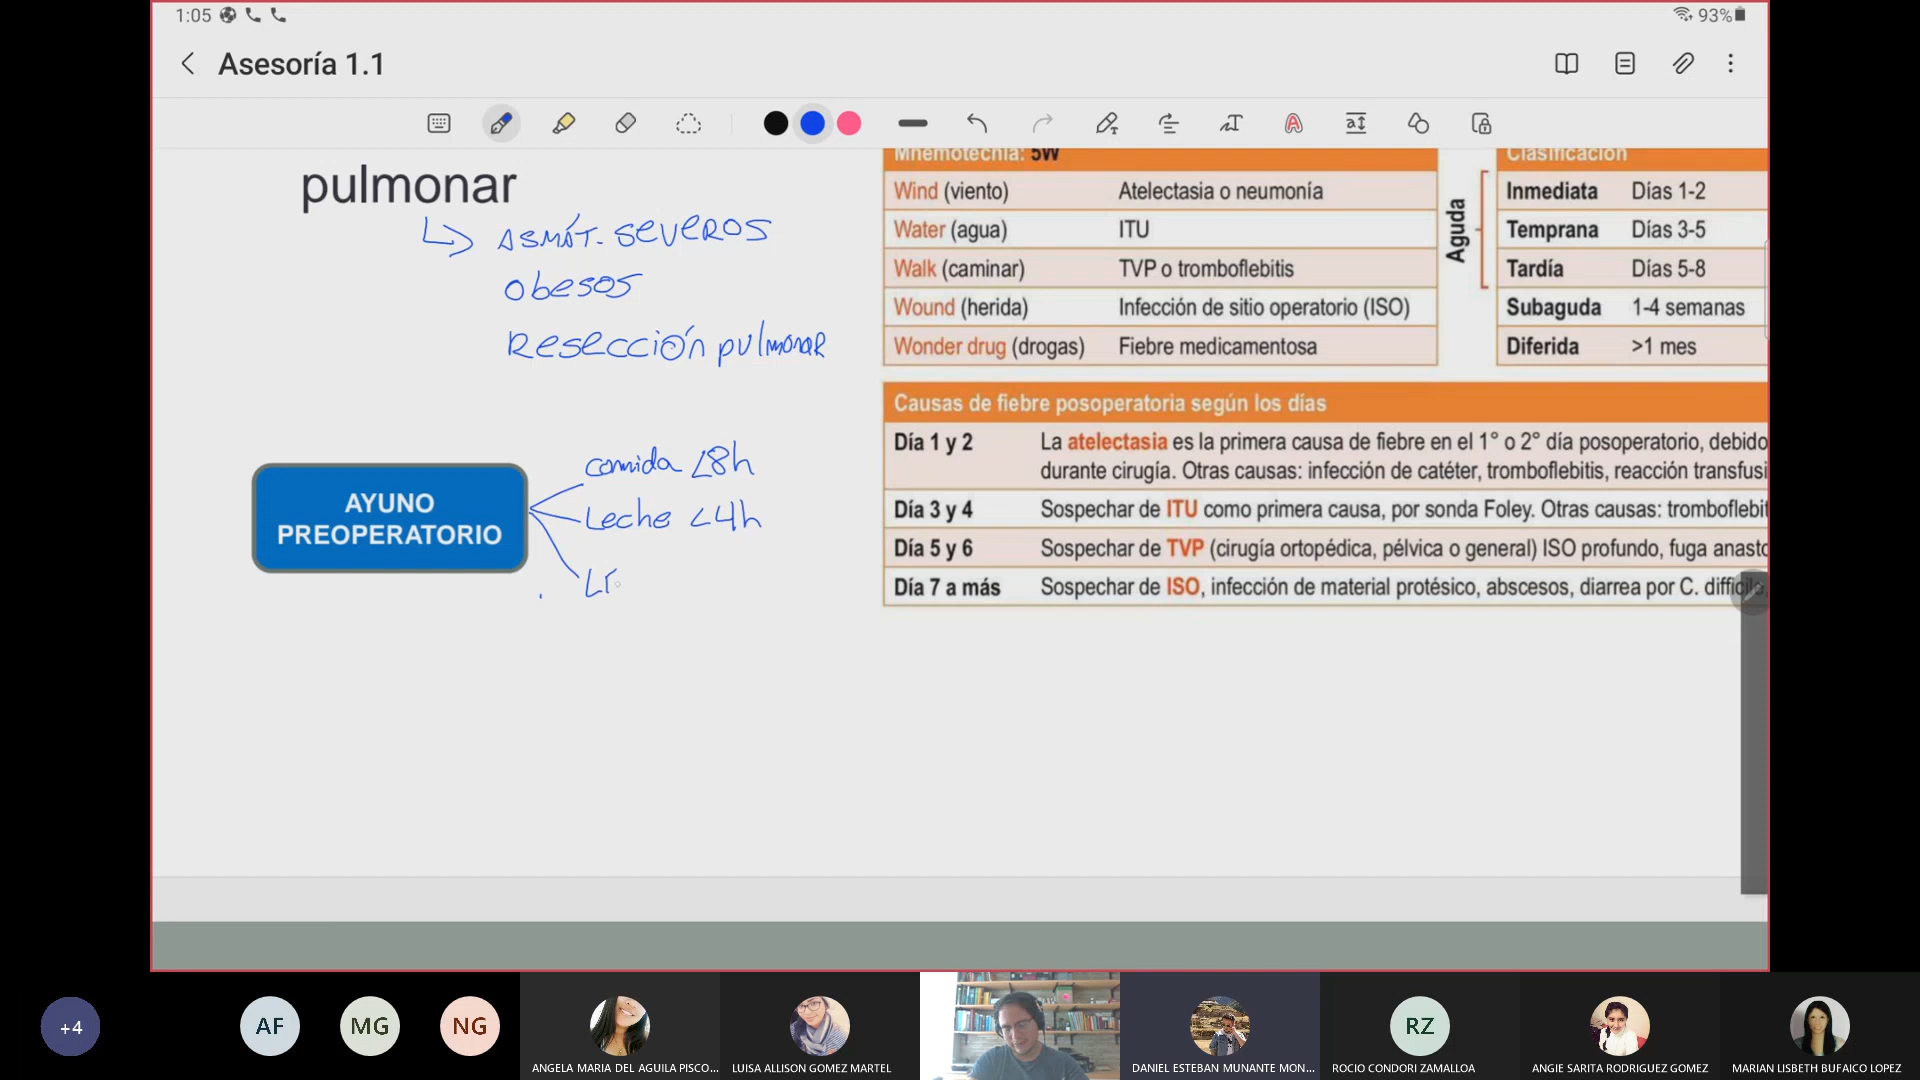 1:05
93%
Asesoría 1.1
pulmonar
ASMÁT. SEVEROS
obesos
Resección pulmonar
AYUNO
PREOPERATORIO
comida <8h
Leche <4h
Mnemotecnia: 5W
Wind (viento) Atelectasia o neumonía
Water (agua) ITU
Walk (caminar) TVP o tromboflebitis
Wound (herida) Infección de sitio operatorio (ISO)
Wonder drug (drogas) Fiebre medicamentosa
Aguda
Clasificación
Inmediata Días 1-2
Temprana Días 3-5
Tardía Días 5-8
Subaguda 1-4 semanas
Diferida >1 mes
Causas de fiebre posoperatoria según los días
Día 1 y 2 La atelectasia es la primera causa de fiebre en el 1° o 2° día posoperatorio, debido
durante cirugía. Otras causas: infección de catéter, tromboflebitis, reacción transfusi
Día 3 y 4 Sospechar de ITU como primera causa, por sonda Foley. Otras causas: tromboflebit
Día 5 y 6 Sospechar de TVP (cirugía ortopédica, pélvica o general) ISO profundo, fuga anasto
Día 7 a más Sospechar de ISO, infección de material protésico, abscesos, diarrea por C. difficile,
+4
AF
MG
NG
ANGELA MARIA DEL AGUILA PISCO...
LUISA ALLISON GOMEZ MARTEL
DANIEL ESTEBAN MUNANTE MON...
RZ
ROCIO CONDORI ZAMALLOA
ANGIE SARITA RODRIGUEZ GOMEZ
MARIAN LISBETH BUFAICO LOPEZ